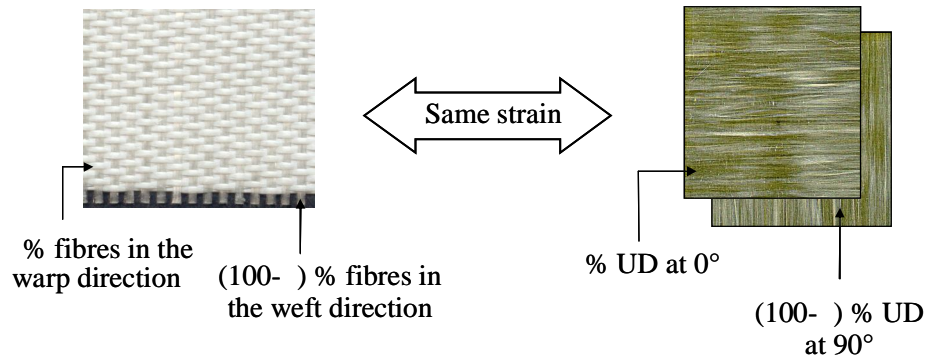 Same strain
% fibres in the
warp direction
(100- ) % fibres in
the weft direction
% UD at 0°
(100- ) % UD
at 90°